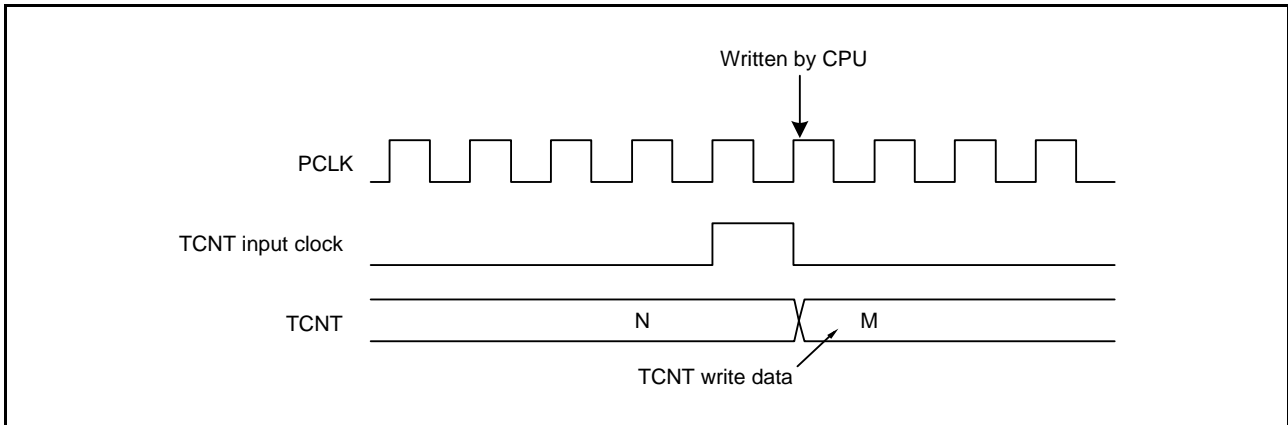 Written by CPU
PCLK
TCNT input clock
TCNT
N
M
TCNT write data